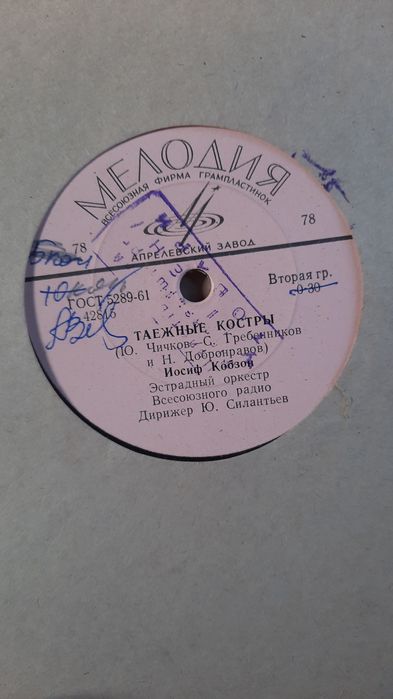 МЕЛОДИЯ
ВСЕСОЮЗНАЯ ФИРМА ГРАМПЛАСТИНОК
78
78
АПРЕЛЕВСКИЙ ЗАВОД
Вторая гр.
0-30
ГОСТ 5289-61
42815
ТАЕЖНЫЕ КОСТРЫ
(Ю. Чичков—С. Гребенников
и Н. Добронравов)
Иосиф Кобзон
Эстрадный оркестр
Всесоюзного радио
Дирижер Ю. Силантьев